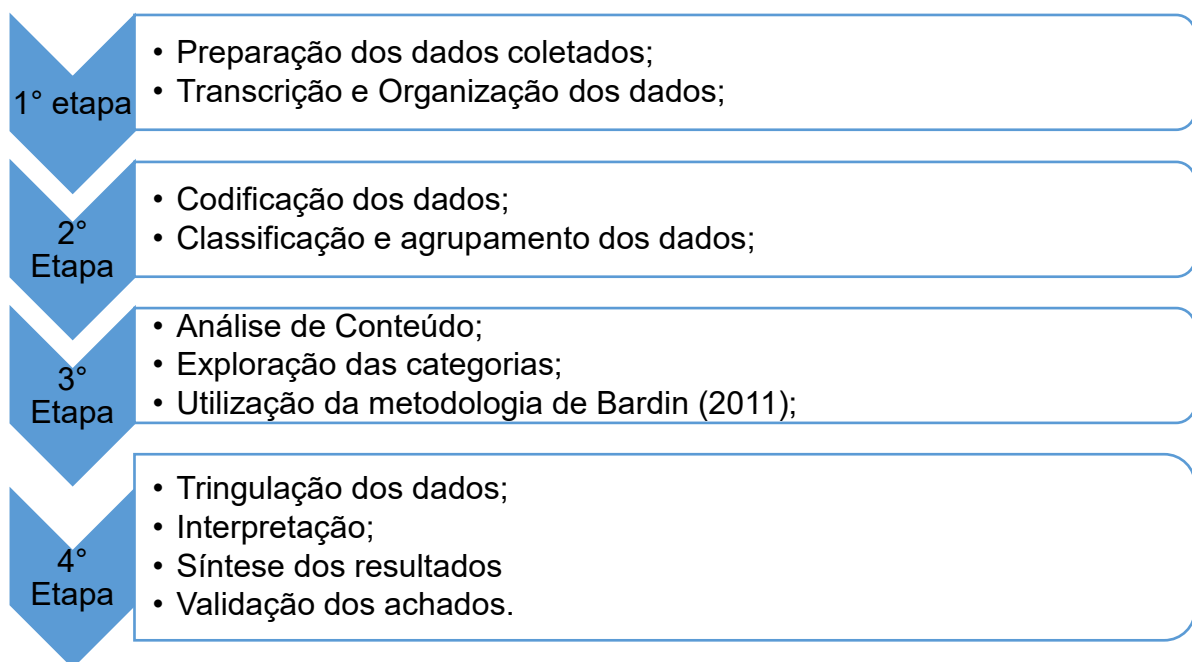 1° etapa
• Preparação dos dados coletados;
• Transcrição e Organização dos dados;
2°
Etapa
• Codificação dos dados;
• Classificação e agrupamento dos dados;
3°
Etapa
• Análise de Conteúdo;
• Exploração das categorias;
• Utilização da metodologia de Bardin (2011);
4°
Etapa
• Tringulação dos dados;
• Interpretação;
• Síntese dos resultados
• Validação dos achados.